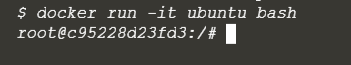 $ docker run -it ubuntu bash
root@c95228d23fd3:/#